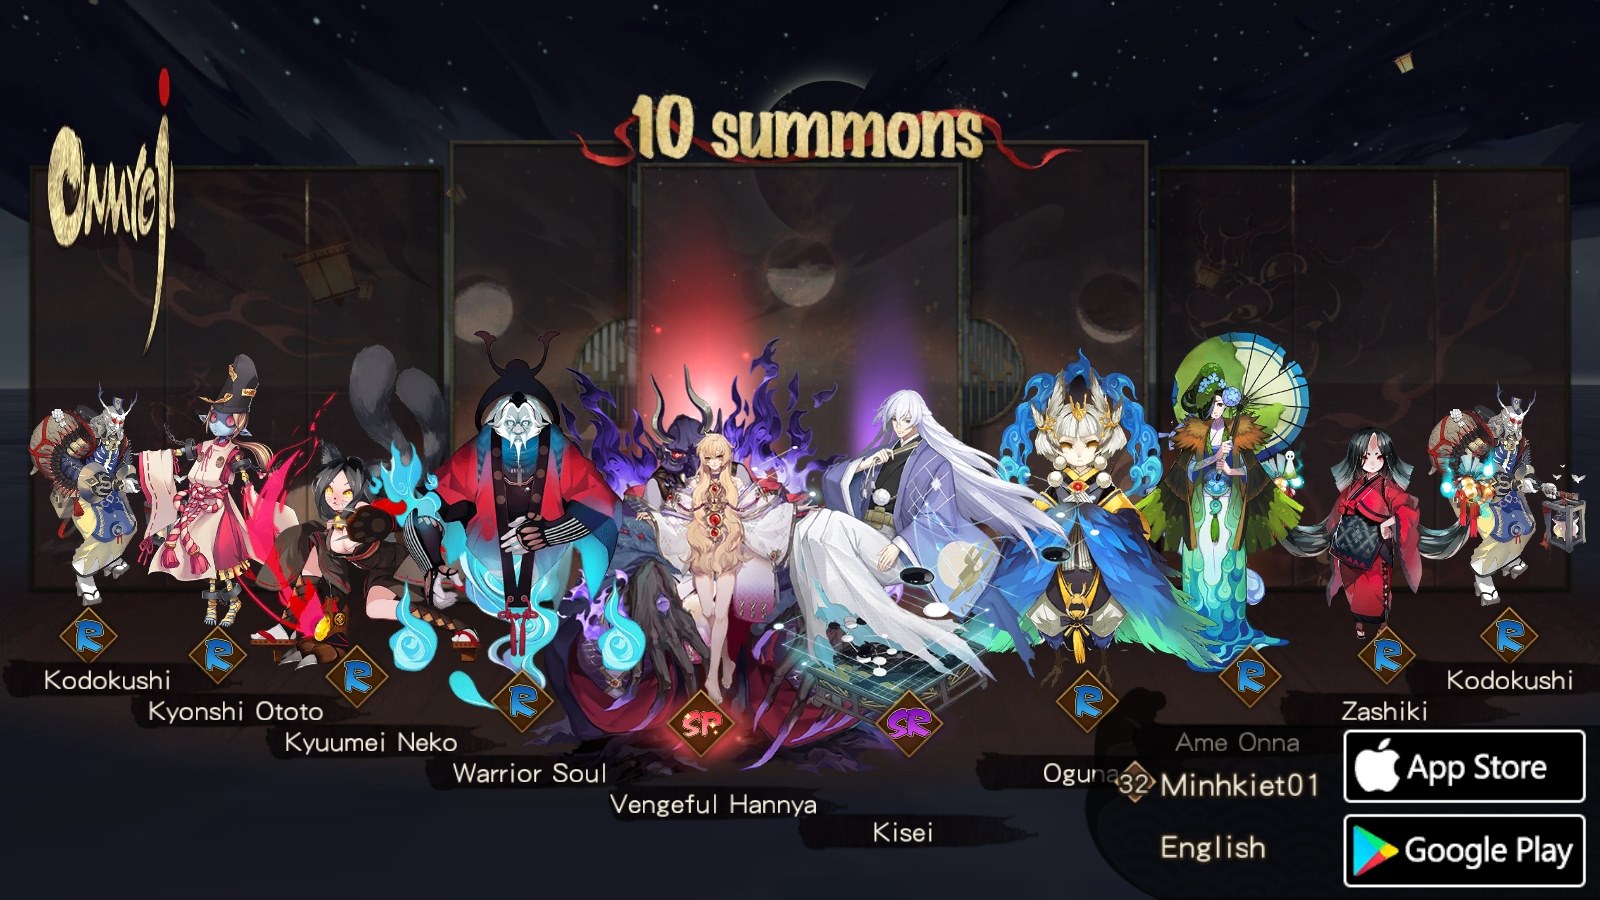 Onmyoji
10 summons
R
Kodokushi
R
Kyonshi Ototo
R
Kyuumei Neko
R
Warrior Soul
SP
Vengeful Hannya
SR
Kisei
R
R
Ame Onna
R
Zashiki
R
Kodokushi
32 Minhkiet01
English
App Store
Google Play